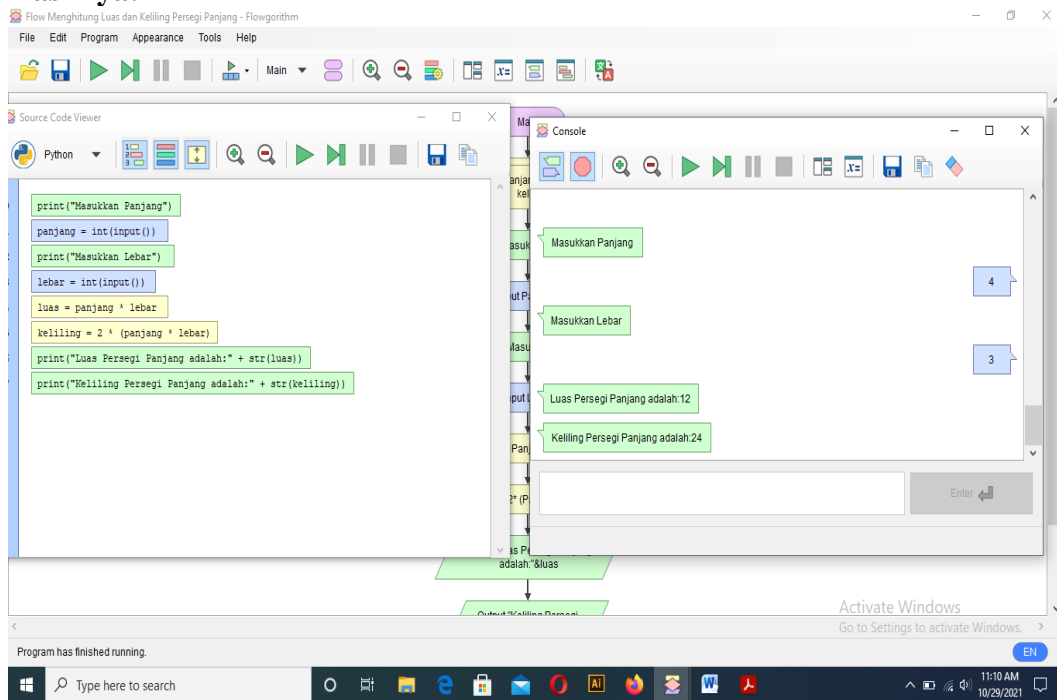 Flow Menghitung Luas dan Keliling Persegi Panjang - Flowgorithm
File Edit Program Appearance Tools Help
Main
Source Code Viewer
Python
print("Masukkan Panjang")
panjang = int(input())
print("Masukkan Lebar")
lebar = int(input())
luas = panjang * lebar
keliling = 2 * (panjang * lebar)
print("Luas Persegi Panjang adalah:" + str(luas))
print("Keliling Persegi Panjang adalah:" + str(keliling))
Console
Masukkan Panjang
4
Masukkan Lebar
3
Luas Persegi Panjang adalah:12
Keliling Persegi Panjang adalah:24
Enter
adalah:"&luas
Activate Windows
Go to Settings to activate Windows.
Program has finished running.
EN
Type here to search
11:10 AM
10/29/2021